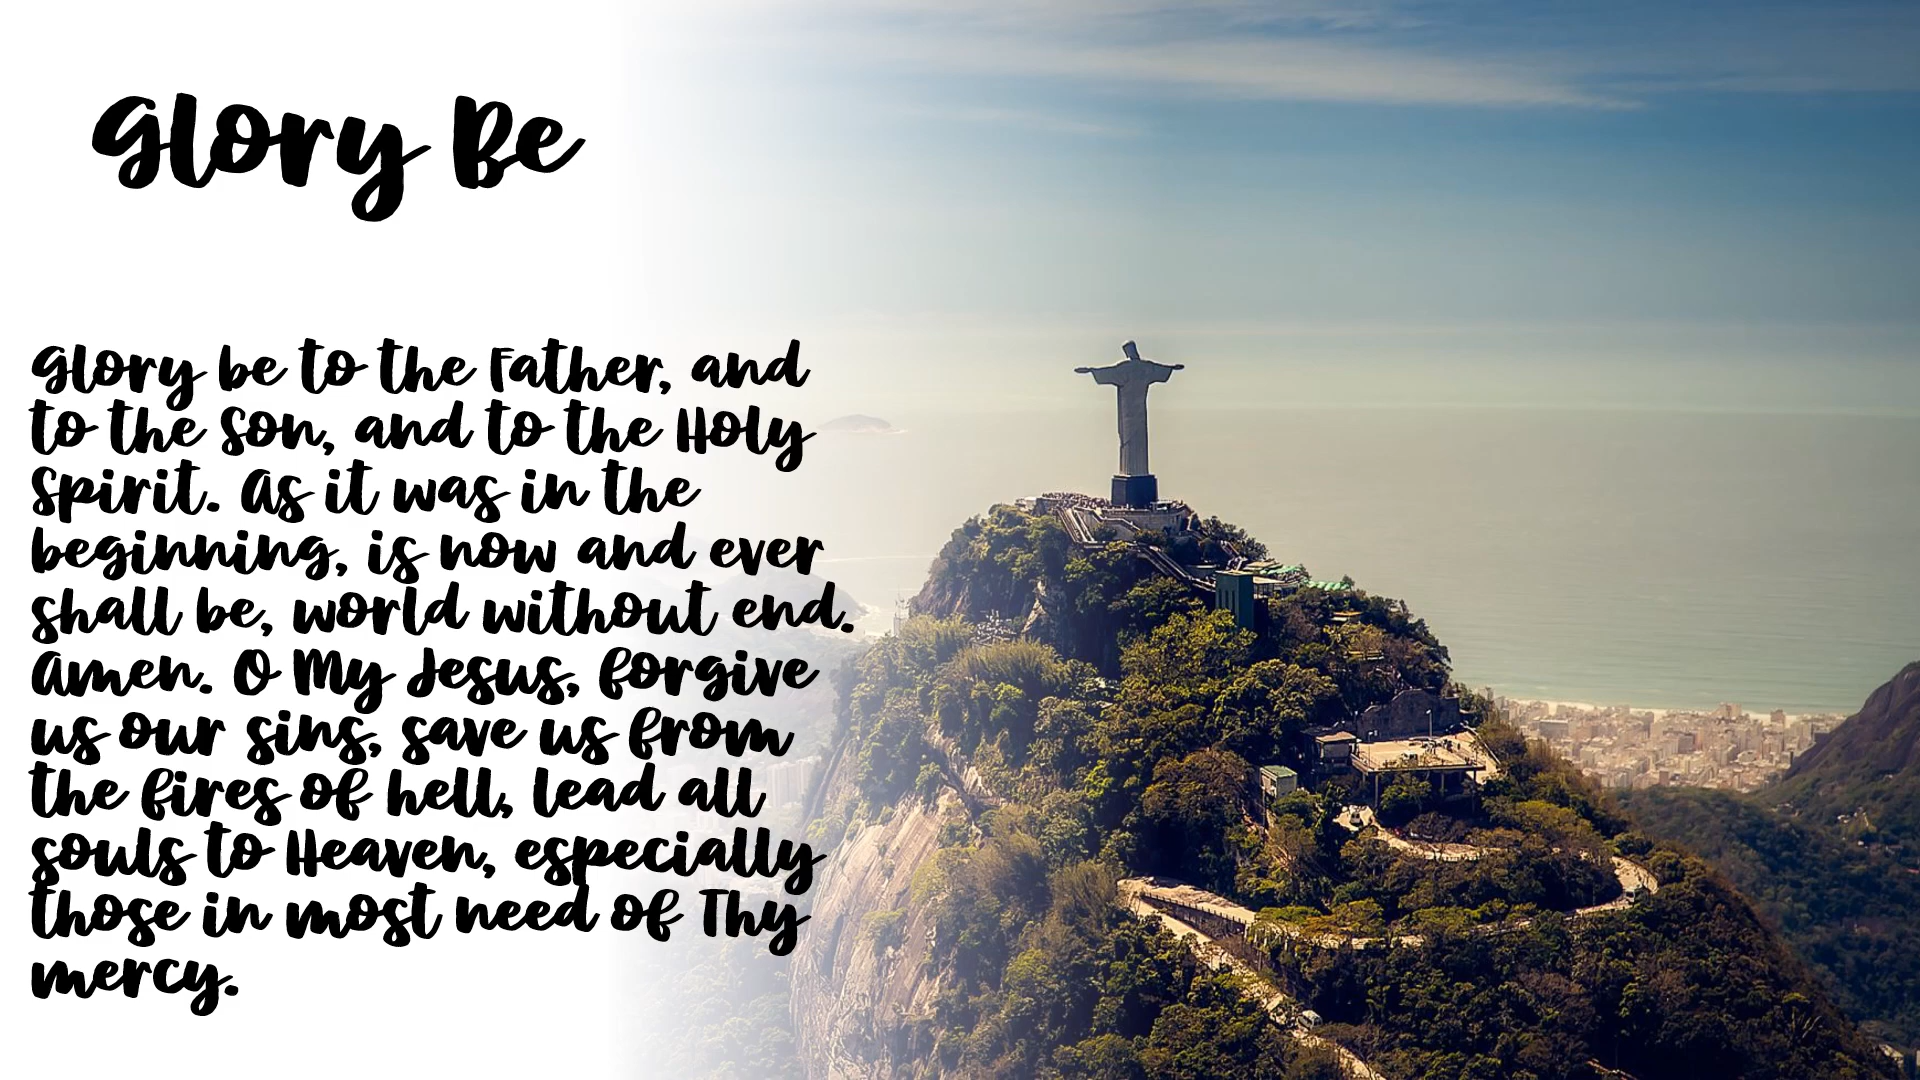 Glory Be
Glory be to the Father, and
to the Son, and to the Holy
Spirit. As it was in the
beginning, is now and ever
shall be, world without end.
Amen. O My Jesus, forgive
us our sins, save us from
the fires of hell, lead all
souls to Heaven, especially
those in most need of Thy
mercy.